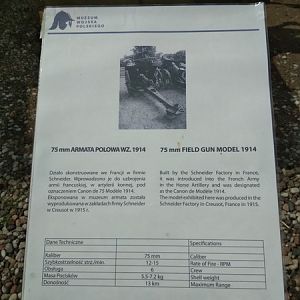 MUZEUM
WOJSKA
POLSKIEGO
75 mm ARMATA POLOWA WZ. 1914
75 mm FIELD GUN MODEL 1914
Działo skonstruowane we Francji w firmie
Schneider. Wprowadzono je do uzbrojenia
armii francuskiej, w artylerii konnej, pod
oznaczeniem Canon de 75 Modèle 1914.
Eksponowana w muzeum armata została
wyprodukowana w zakładach firmy Schneider
w Creusot w 1915 r.
Built by the Schneider Factory in France,
it was introduced into the French Army
in the Horse Artillery and was designated
as the Canon de Modèle 1914.
The model exhibited here was produced in the
Schneider Factory in Creusot, France in 1915.
Dane Techniczne Specifications
Kaliber 75 mm Caliber
Szybkostrzelność strz./min. 12-15 Rate of Fire - RPM
Obsługa 6 Crew
Masa Pocisków 5.5-7.2 kg Shell weight
Donośność 13 km Maximum Range